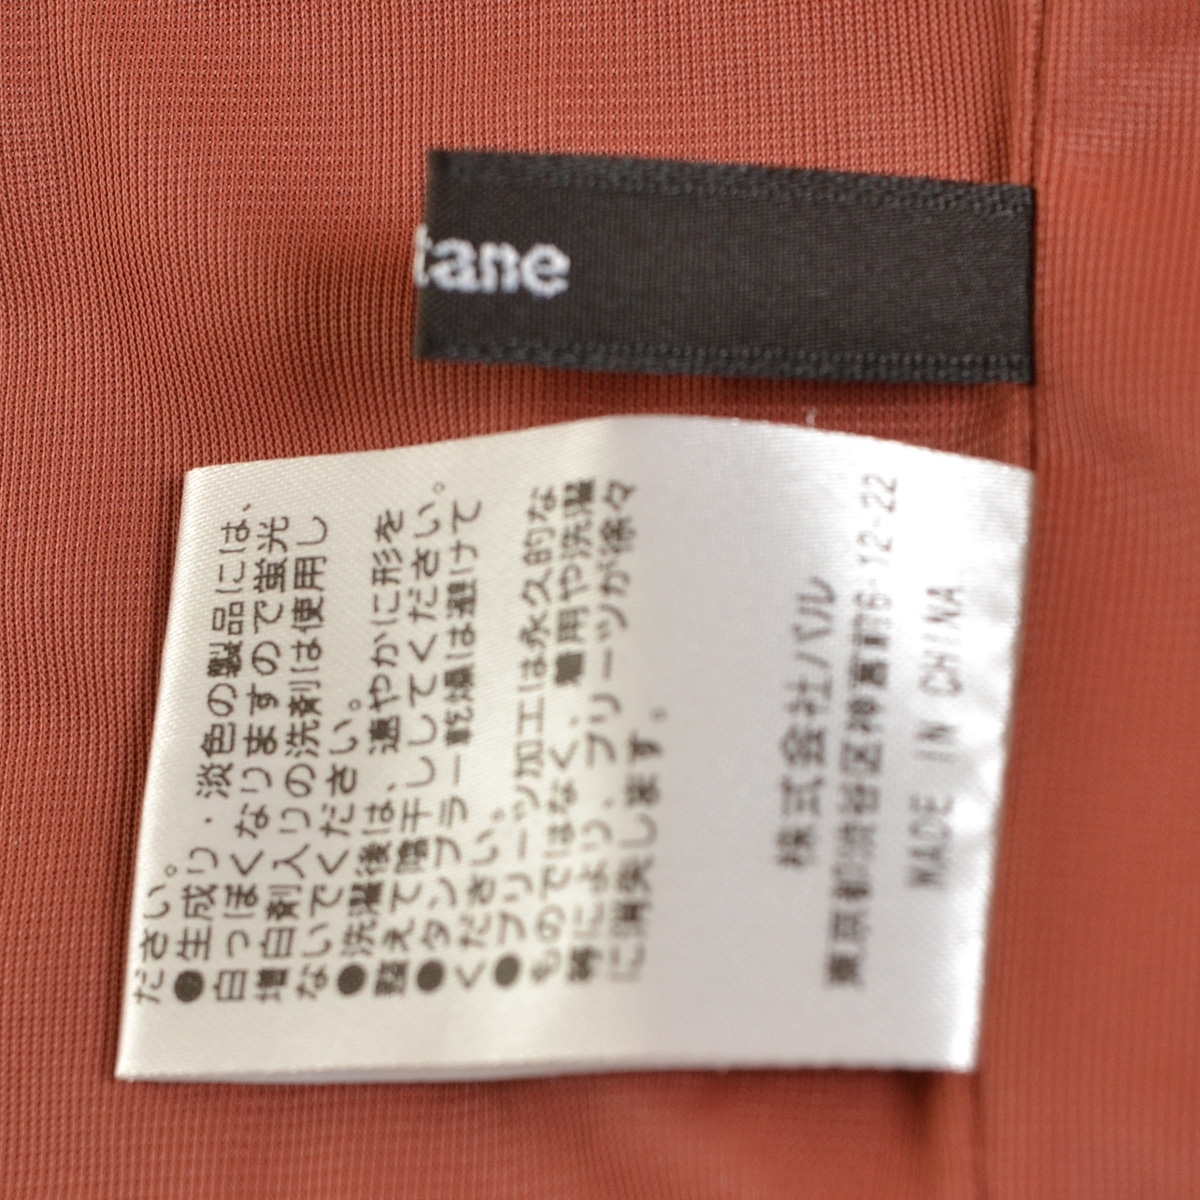 tane
ださい。
●生成り・淡色の製品には、
白っぽくなりますので蛍光
増白剤入りの洗剤は使用し
ないでください。
●洗濯後は、速やかに形を
整えて陰干ししてください。
●タンブラー乾燥は避けて
ください。
●プリーツ加工は永久的な
ものではなく、着用や洗濯
時により、プリーツが徐々
に消失します。
株式会社パル
東京都渋谷区神宮前6-12-22
MADE IN CHINA